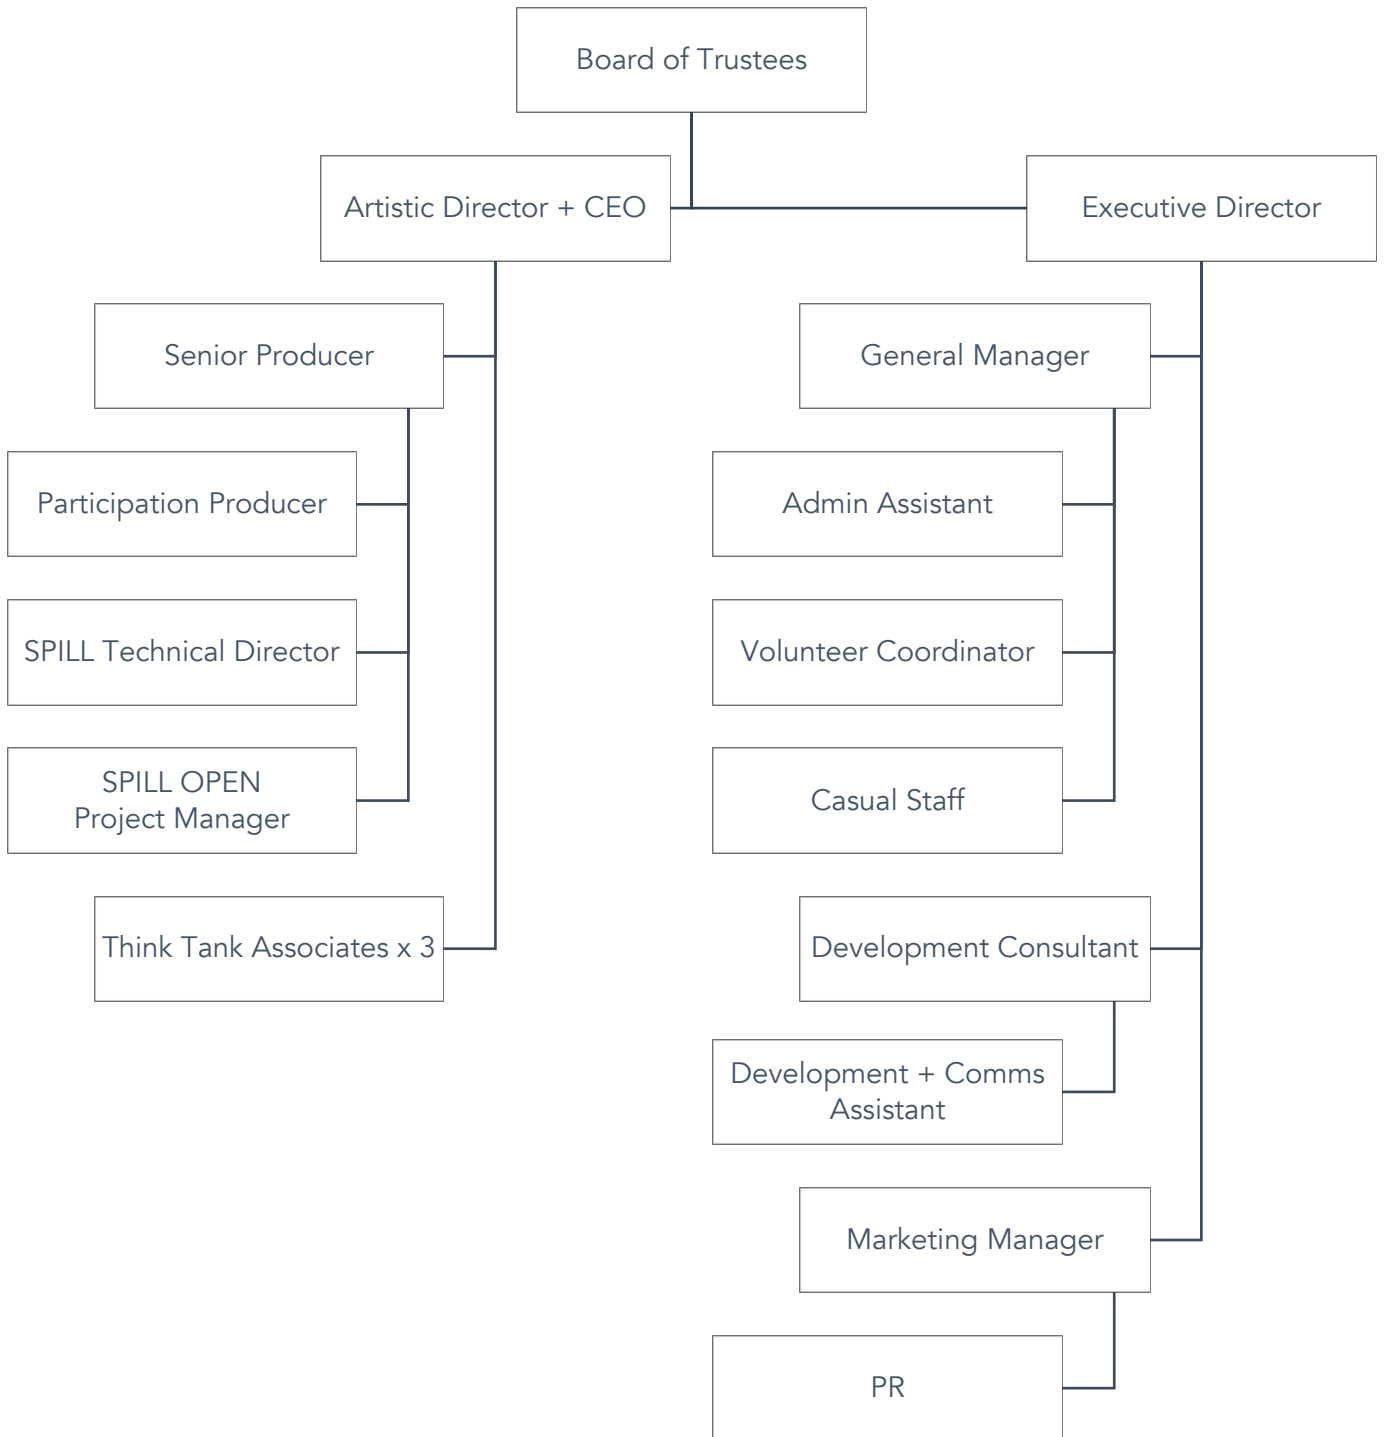 Board of Trustees
Artistic Director + CEO
Executive Director
Senior Producer
General Manager
Participation Producer
Admin Assistant
SPILL Technical Director
Volunteer Coordinator
SPILL OPEN
Project Manager
Casual Staff
Think Tank Associates x 3
Development Consultant
Development + Comms
Assistant
Marketing Manager
PR